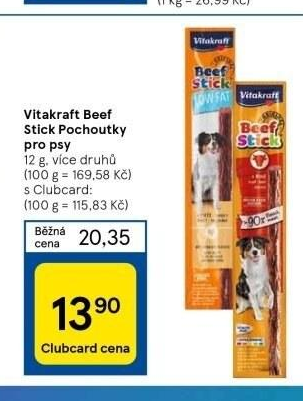 (1 kg = 26,99 Kč)
Vitakraft Beef
Stick Pochoutky
pro psy
12 g, více druhů
(100 g = 169,58 Kč)
s Clubcard:
(100 g = 115,83 Kč)
Běžná
cena
20,35
13 90
Clubcard cena
Vitakraft
Beef
Stick
LOW FAT
Vitakraft
Beef
Stick